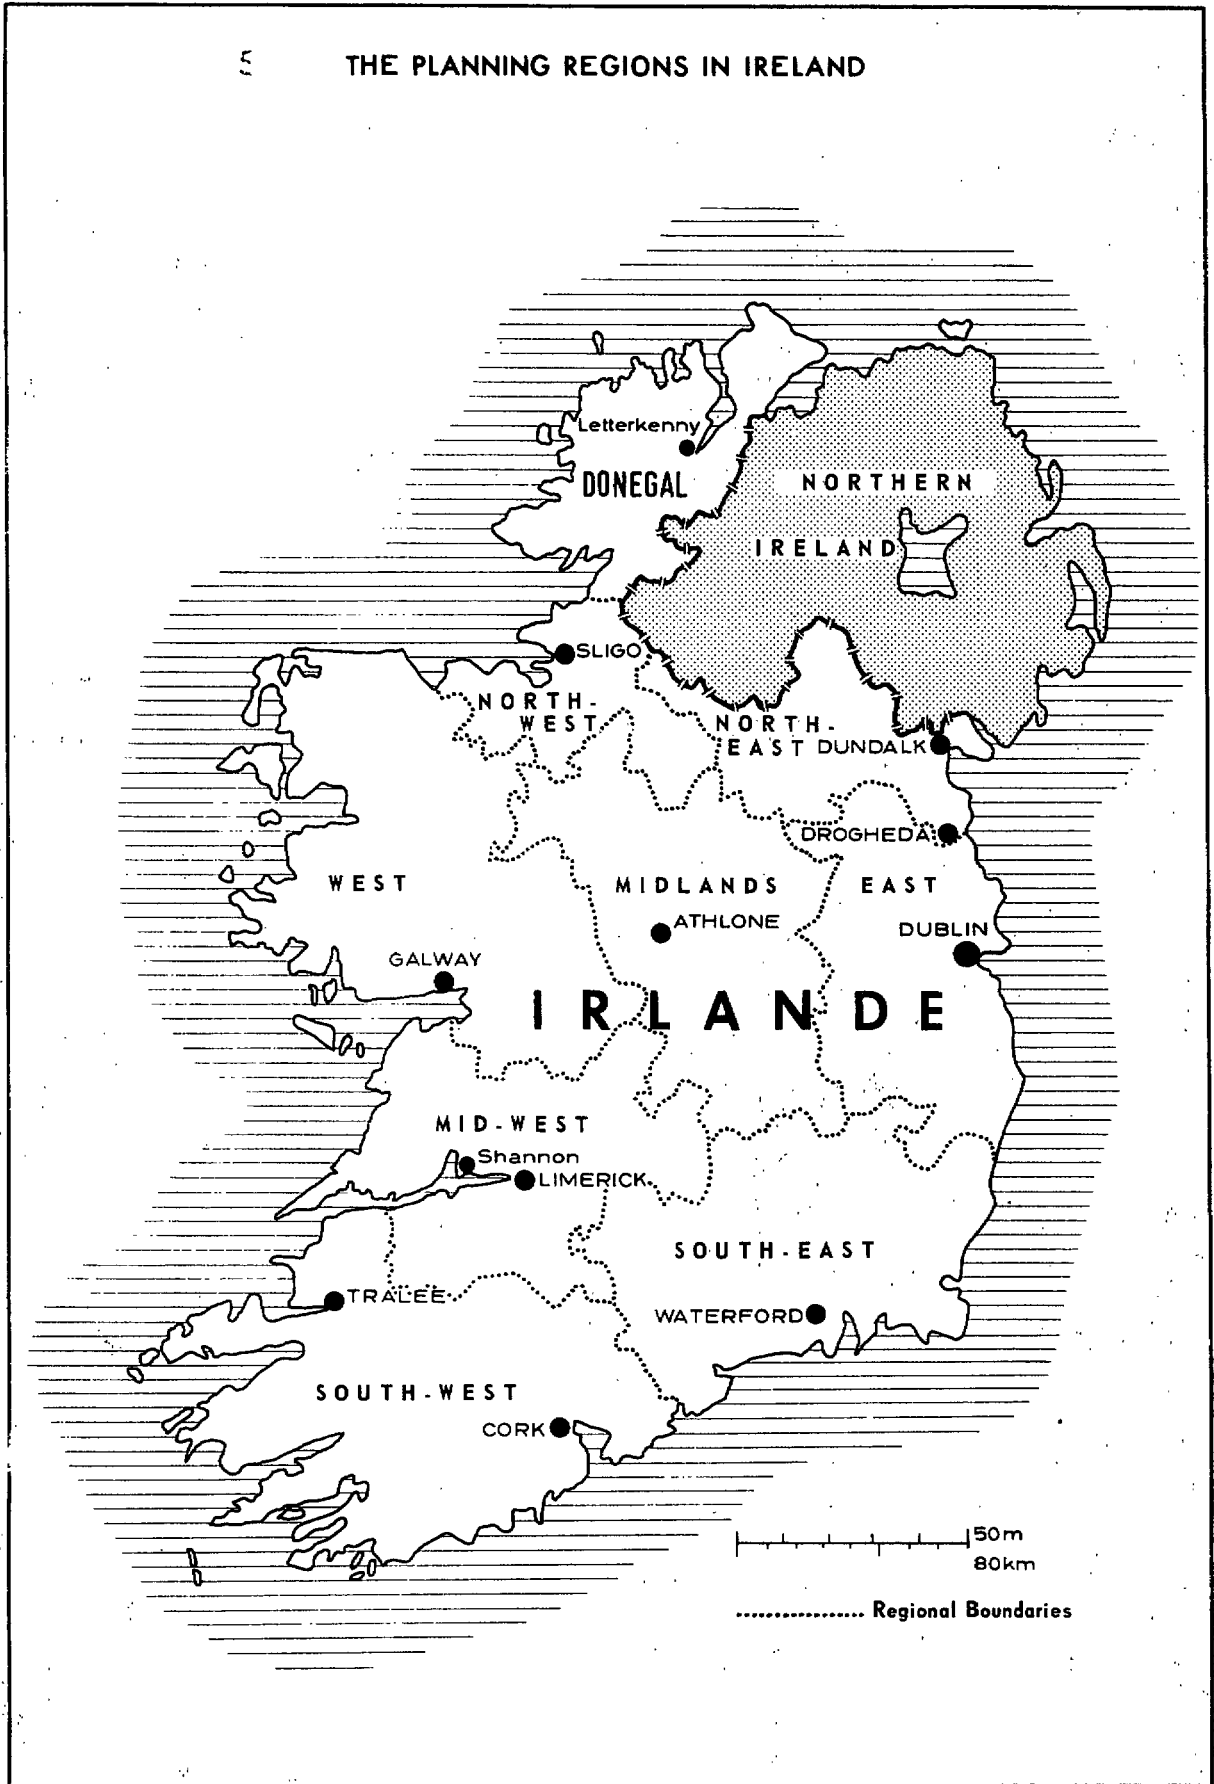 THE PLANNING REGIONS IN IRELAND
Letterkenny
DONEGAL
NORTHERN
IRELAND
SLIGO
NORTH-
WEST
NORTH-
EAST
DUNDALK
DROGHEDA
WEST
MIDLANDS
EAST
ATHLONE
DUBLIN
GALWAY
IRLANDE
MID-WEST
Shannon
LIMERICK
SOUTH-EAST
TRALEE
WATERFORD
SOUTH-WEST
CORK
50m
80km
Regional Boundaries